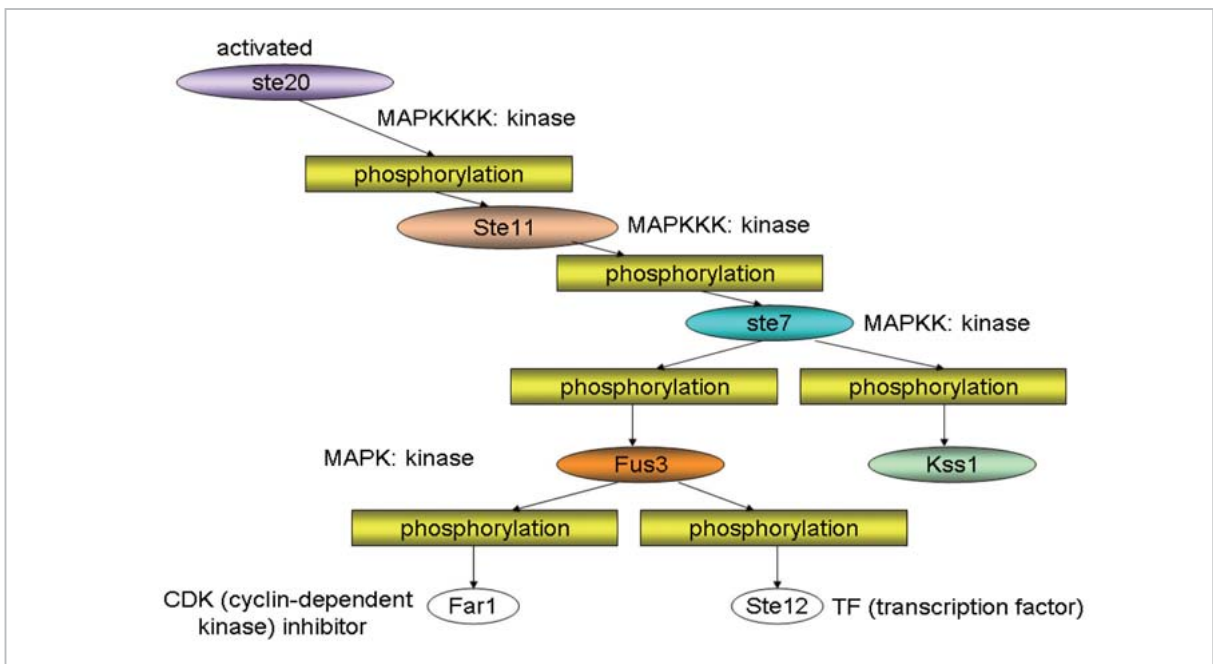 activated
ste20
MAPKKKK: kinase
phosphorylation
Ste11
MAPKKK: kinase
phosphorylation
ste7
MAPKK: kinase
phosphorylation
phosphorylation
MAPK: kinase
Fus3
Kss1
phosphorylation
phosphorylation
CDK (cyclin-dependent
kinase) inhibitor
Far1
Ste12
TF (transcription factor)